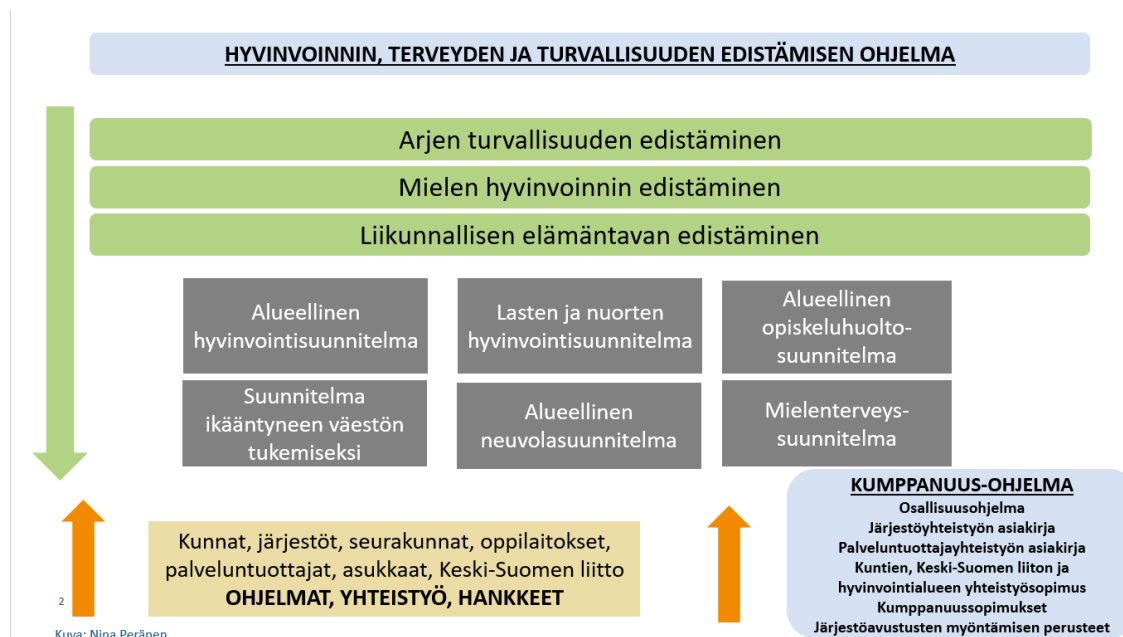 HYVINVOINNIN, TERVEYDEN JA TURVALLISUUDEN EDISTÄMISEN OHJELMA
Arjen turvallisuuden edistäminen
Mielen hyvinvoinnin edistäminen
Liikunnallisen elämäntavan edistäminen
Alueellinen
hyvinvointisuunnitelma
Lasten ja nuorten
hyvinvointisuunnitelma
Alueellinen
opiskeluhuolto-
suunnitelma
Suunnitelma
ikääntyneen väestön
tukemiseksi
Alueellinen
neuvolasuunnitelma
Mielenterveys-
suunnitelma
Kunnat, järjestöt, seurakunnat, oppilaitokset,
palveluntuottajat, asukkaat, Keski-Suomen liitto
OHJELMAT, YHTEISTYÖ, HANKKEET
KUMPPANUUS-OHJELMA
Osallisuusohjelma
Järjestöyhteistyön asiakirja
Palveluntuottajayhteistyön asiakirja
Kuntien, Keski-Suomen liiton ja
hyvinvointialueen yhteistyösopimus
Kumppanuussopimukset
Järjestöavustusten myöntämisen perusteet
2
Kuva: Nina Peränen